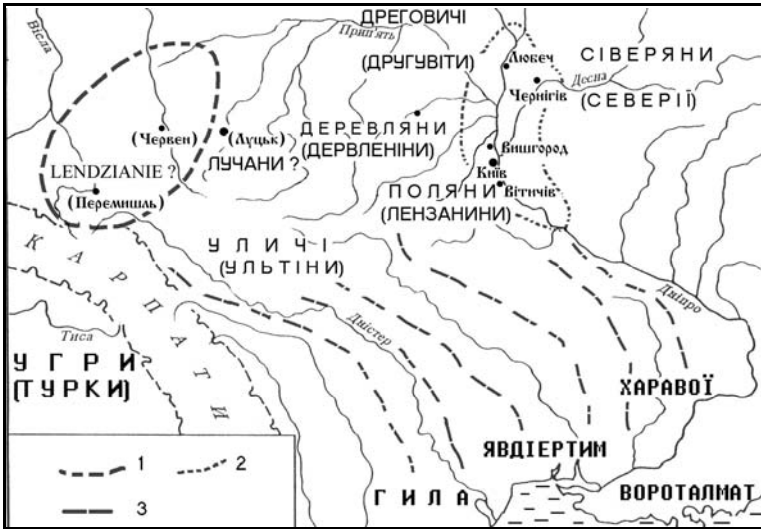 ДРЕГОВИЧІ
Вісла
Прип'ять
(ДРУГУВІТИ)
Любеч
СІВЕРЯНИ
Десна
Чернігів
(СЕВЕРІЇ)
(Червен)
(Луцьк)
ДЕРЕВЛЯНИ
(ДЕРВЛЕНІНИ)
Вишгород
LENDZIANIE ?
ЛУЧАНИ ?
Київ
(Перемишль)
ПОЛЯНИ
Вітичів
(ЛЕНЗАНИНИ)
УЛИЧІ
(УЛЬТІНИ)
КАРПАТИ
Дніпро
Тиса
Дністер
УГРИ
(ТУРКИ)
ХАРАВОЇ
ЯВДІЕРТИМ
1
2
3
ГИЛА
ВОРОТАЛМАТ